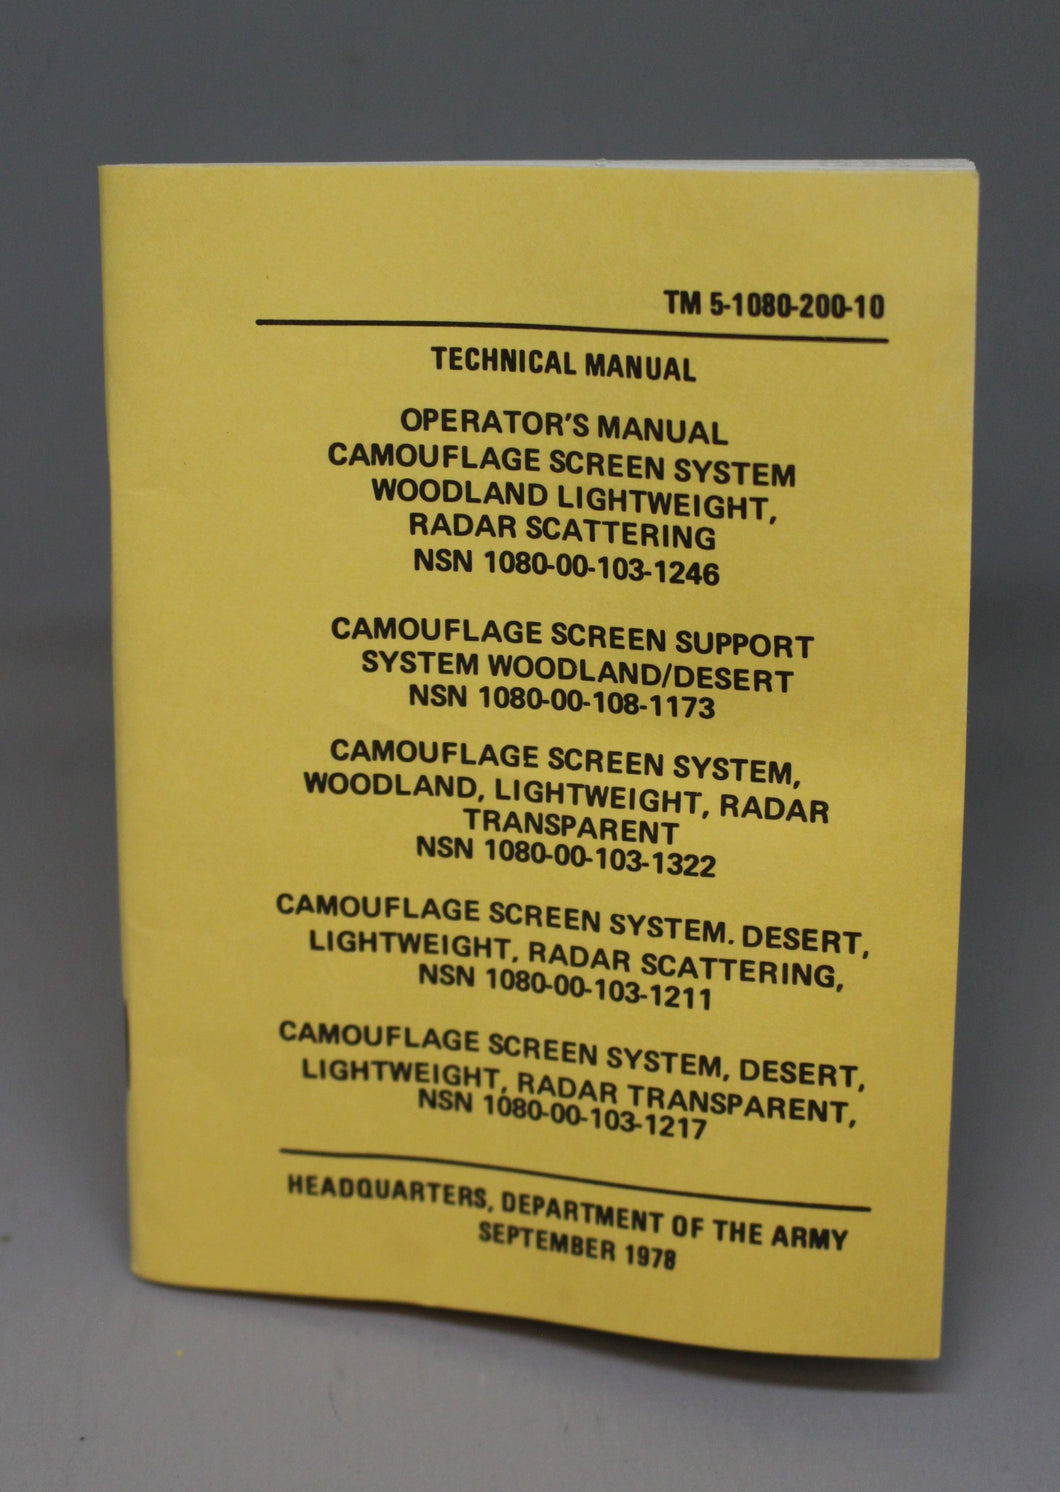 TM 5-1080-200-10
TECHNICAL MANUAL
OPERATOR'S MANUAL
CAMOUFLAGE SCREEN SYSTEM
WOODLAND LIGHTWEIGHT,
RADAR SCATTERING
NSN 1080-00-103-1246
CAMOUFLAGE SCREEN SUPPORT
SYSTEM WOODLAND/DESERT
NSN 1080-00-108-1173
CAMOUFLAGE SCREEN SYSTEM,
WOODLAND, LIGHTWEIGHT, RADAR
TRANSPARENT
NSN 1080-00-103-1322
CAMOUFLAGE SCREEN SYSTEM. DESERT,
LIGHTWEIGHT, RADAR SCATTERING,
NSN 1080-00-103-1211
CAMOUFLAGE SCREEN SYSTEM, DESERT,
LIGHTWEIGHT, RADAR TRANSPARENT,
NSN 1080-00-103-1217
HEADQUARTERS, DEPARTMENT OF THE ARMY
SEPTEMBER 1978